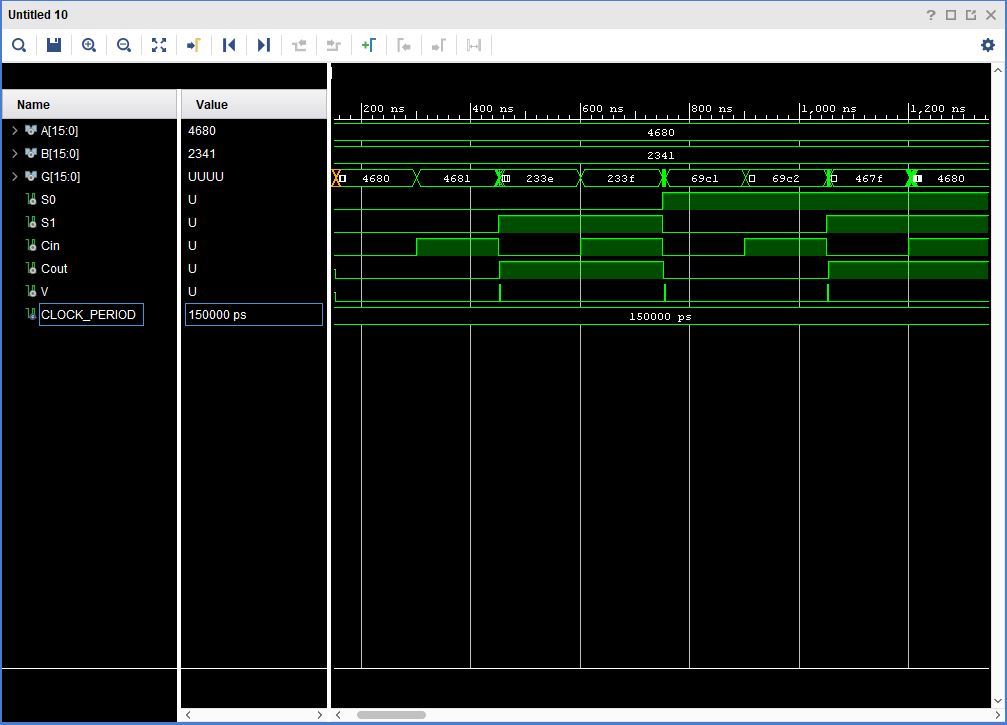 Untitled 10
Name Value 200 ns 400 ns 600 ns 800 ns 1,000 ns 1,200 ns
A[15:0] 4680 4680
B[15:0] 2341 2341
G[15:0] UUUU 4680 4681 233e 233f 69c1 69c2 467f 4680
S0 U
S1 U
Cin U
Cout U
V U
CLOCK_PERIOD 150000 ps 150000 ps